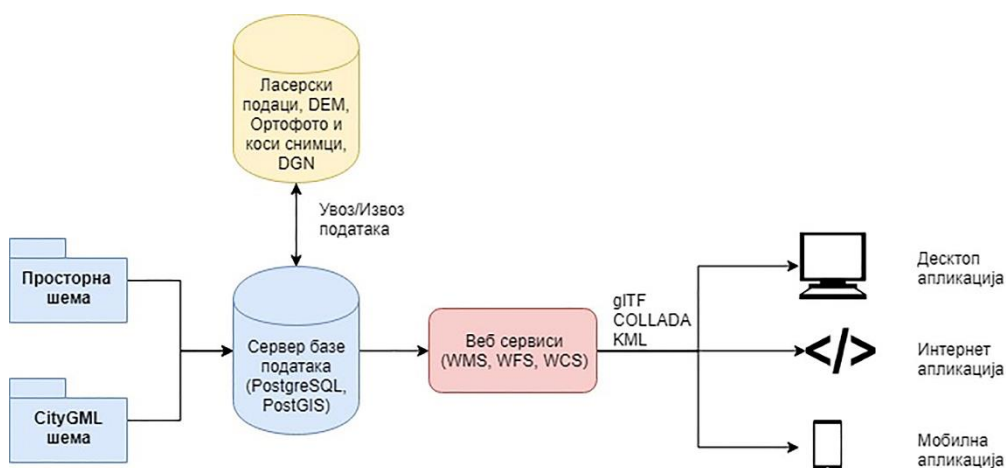 Ласерски
подаци, DEM,
Ортофото и
коси снимци,
DGN
Увоз/Извоз
података
Просторна
шема
CityGML
шема
Сервер базе
података
(PostgreSQL,
PostGIS)
Веб сервиси
(WMS, WFS, WCS)
glTF
COLLADA
KML
Десктоп
апликација
</>
Интернет
апликација
Мобилна
апликација